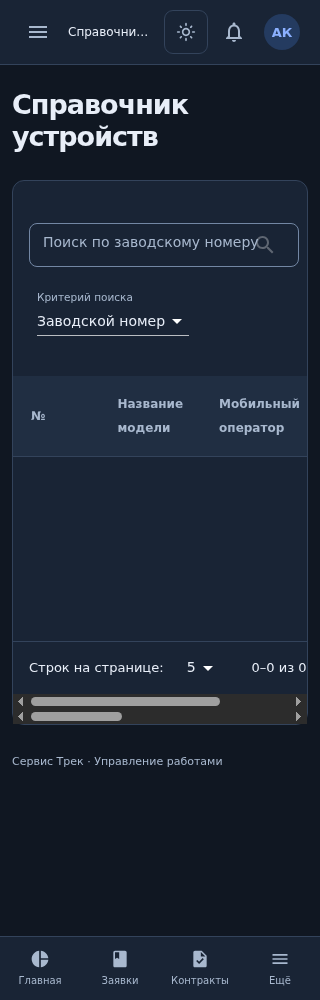 Справочни…
АК
Справочник
устройств
Поиск по заводскому номеру
Критерий поиска
Заводской номер
№
Название
модели
Мобильный
оператор
Строк на странице:
5
0–0 из 0
Сервис Трек · Управление работами
Главная
Заявки
Контракты
Ещё